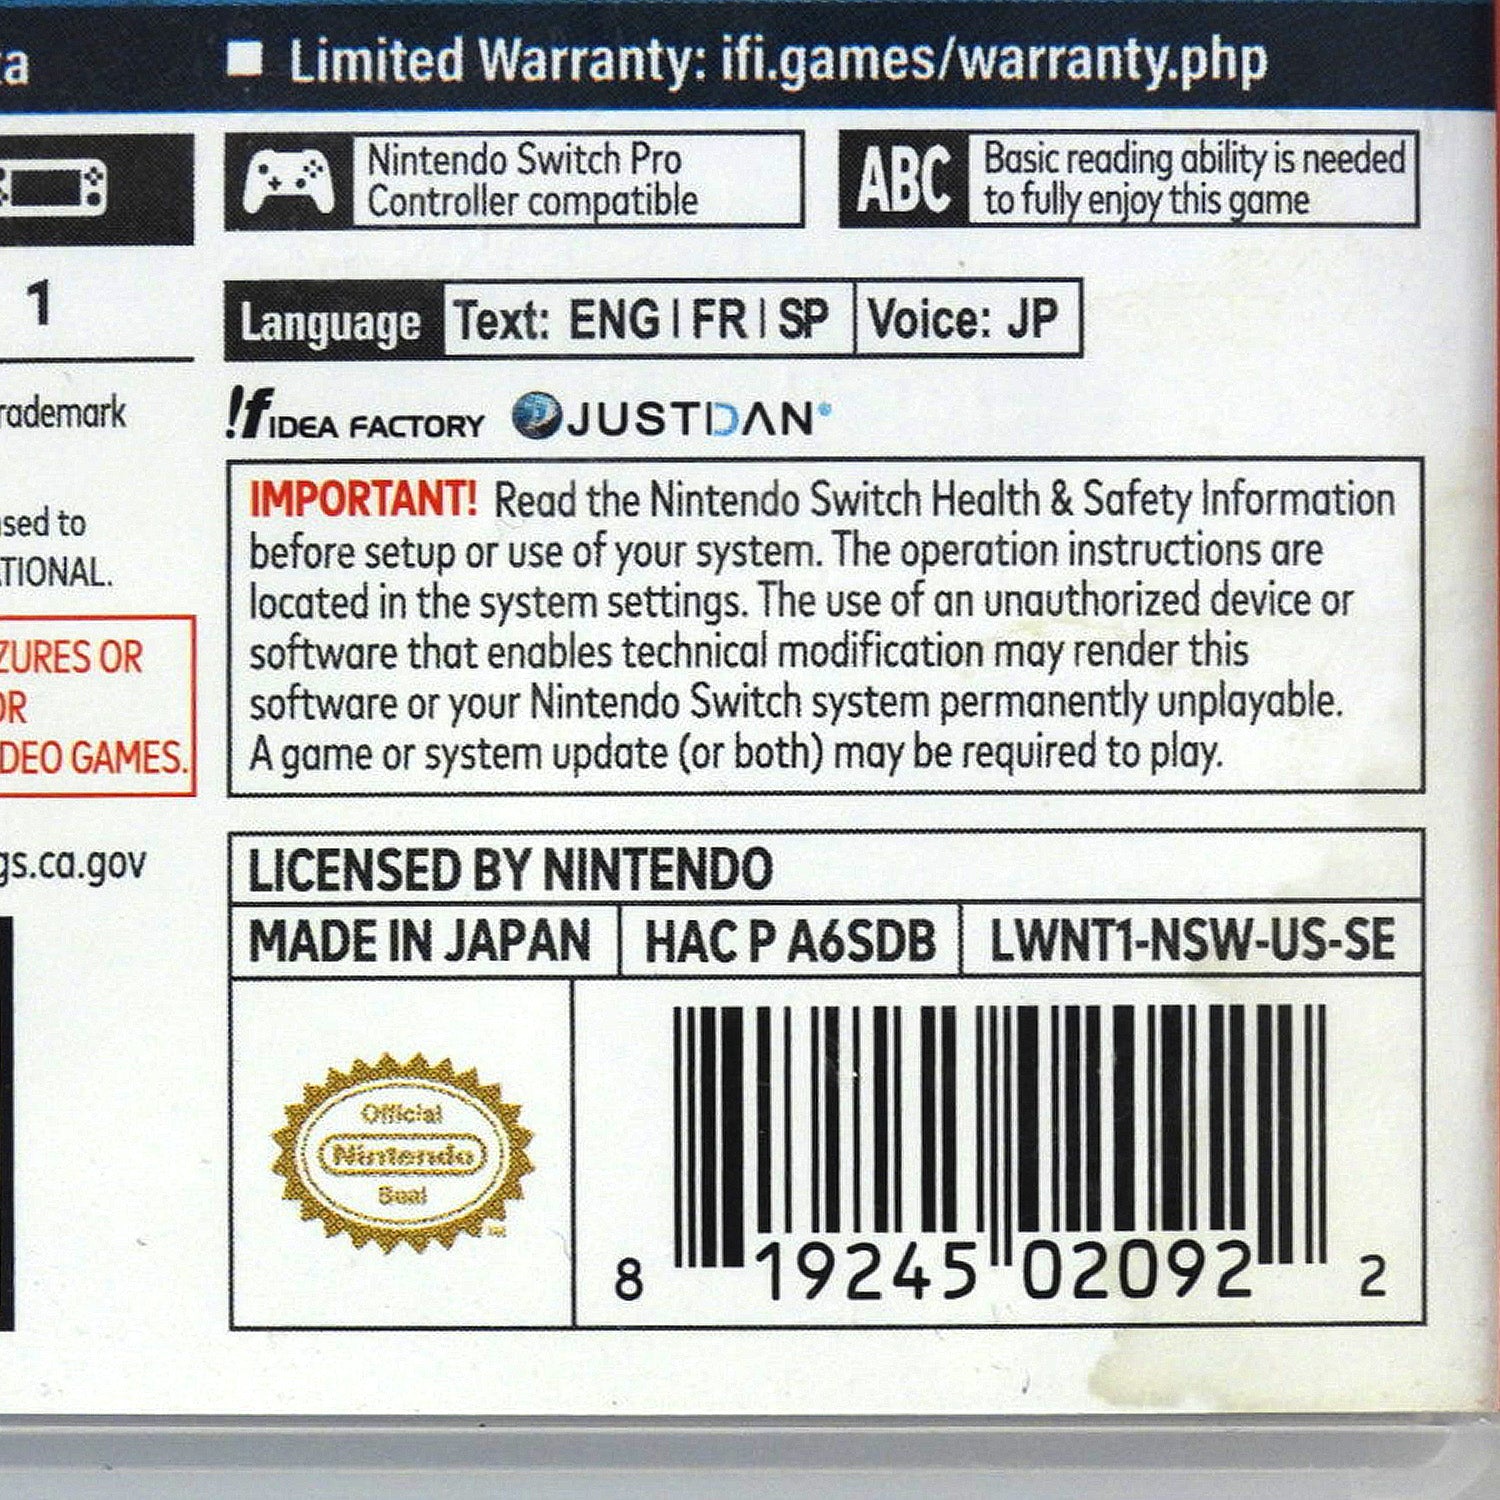 Limited Warranty: ifi.games/warranty.php
Nintendo Switch Pro
Controller compatible
ABC
Basic reading ability is needed
to fully enjoy this game
1
Language
Text: ENG | FR | SP
Voice: JP
!f IDEA FACTORY
JUSTDAN
IMPORTANT! Read the Nintendo Switch Health & Safety Information
before setup or use of your system. The operation instructions are
located in the system settings. The use of an unauthorized device or
software that enables technical modification may render this
software or your Nintendo Switch system permanently unplayable.
A game or system update (or both) may be required to play.
rademark
sed to
TIONAL.
ZURES OR
OR
DEO GAMES.
gs.ca.gov
LICENSED BY NINTENDO
MADE IN JAPAN
HAC P A6SDB
LWNT1-NSW-US-SE
Official
Nintendo
Seal
TM
8 19245 02092 2